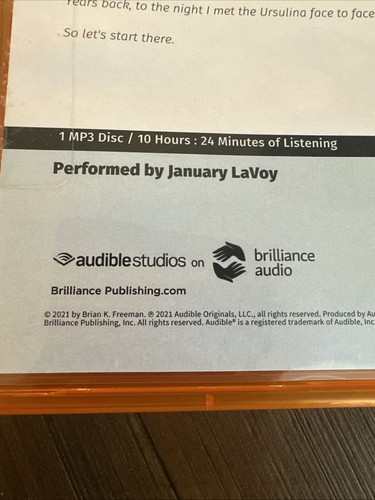 Years back, to the night I met the Ursulina face to face
So let's start there.
1 MP3 Disc / 10 Hours : 24 Minutes of Listening
Performed by January LaVoy
audible studios on brilliance audio
Brilliance Publishing.com
© 2021 by Brian K. Freeman. ℗ 2021 Audible Originals, LLC., all rights reserved. Produced by Au
Brilliance Publishing, Inc. All rights reserved. Audible® is a registered trademark of Audible, Inc